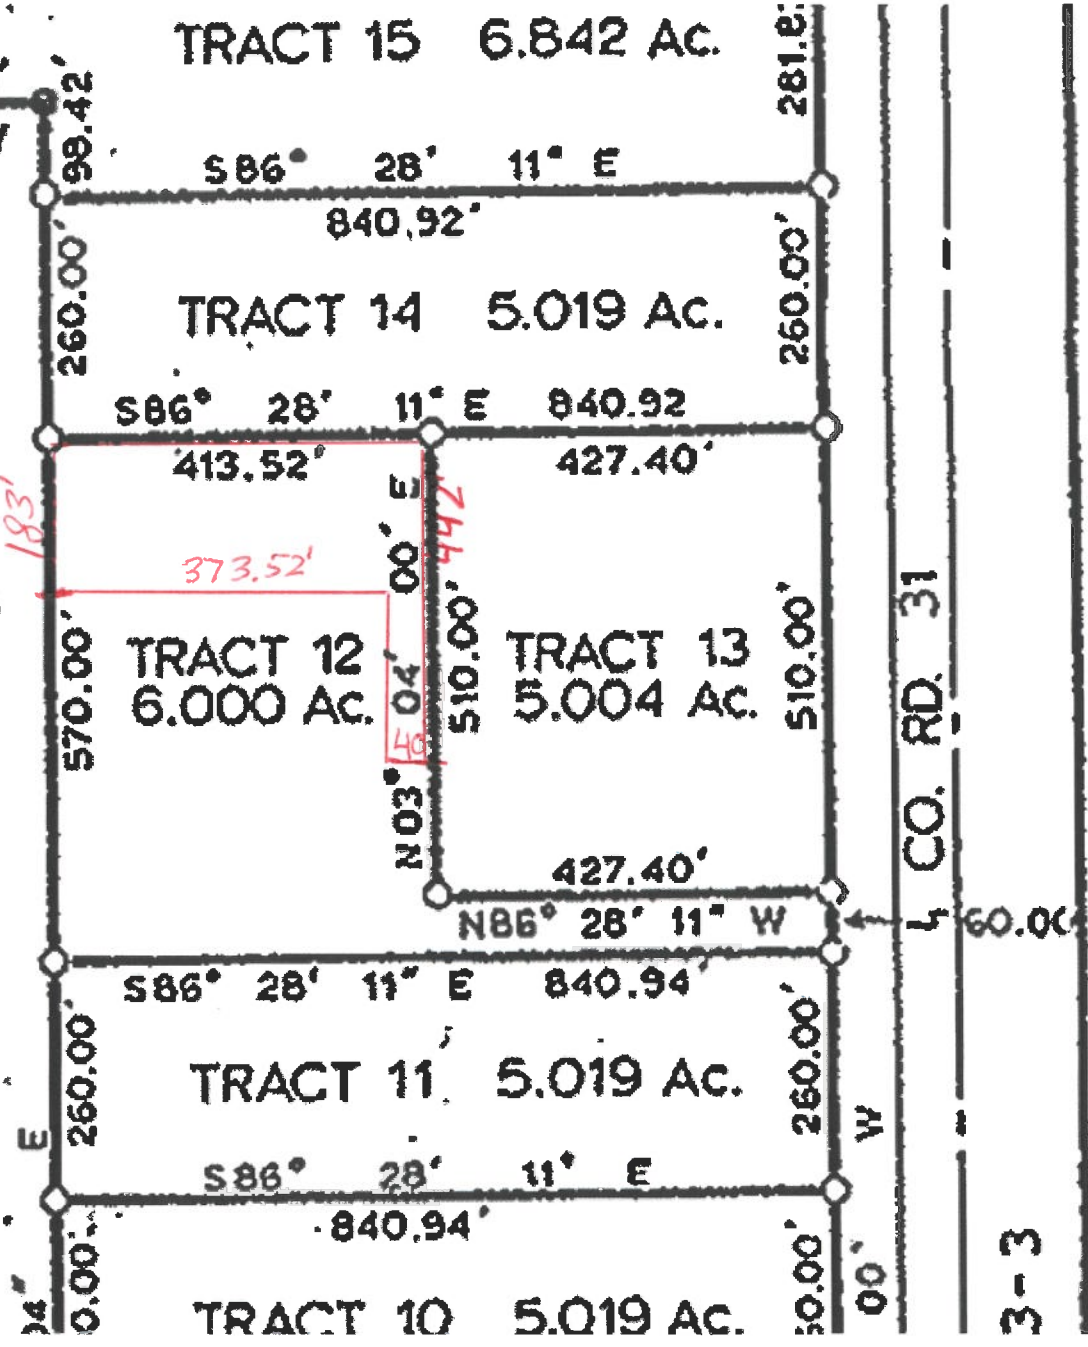 TRACT 15 6.842 Ac.
98.42'
S86° 28' 11" E
840.92'
260.00'
260.00'
TRACT 14 5.019 Ac.
S86° 28' 11" E 840.92
413.52'
427.40'
183'
442'
373.52'
N03° 04' 00" E
570.00'
510.00'
510.00'
TRACT 12
6.000 Ac.
TRACT 13
5.004 Ac.
40
CO. RD. 31
427.40'
N86° 28' 11" W
60.00
S86° 28' 11" E 840.94'
260.00'
260.00'
TRACT 11 5.019 Ac.
E
W
S86° 28' 11" E
840.94'
00"
3-3
TRACT 10 5.019 Ac.